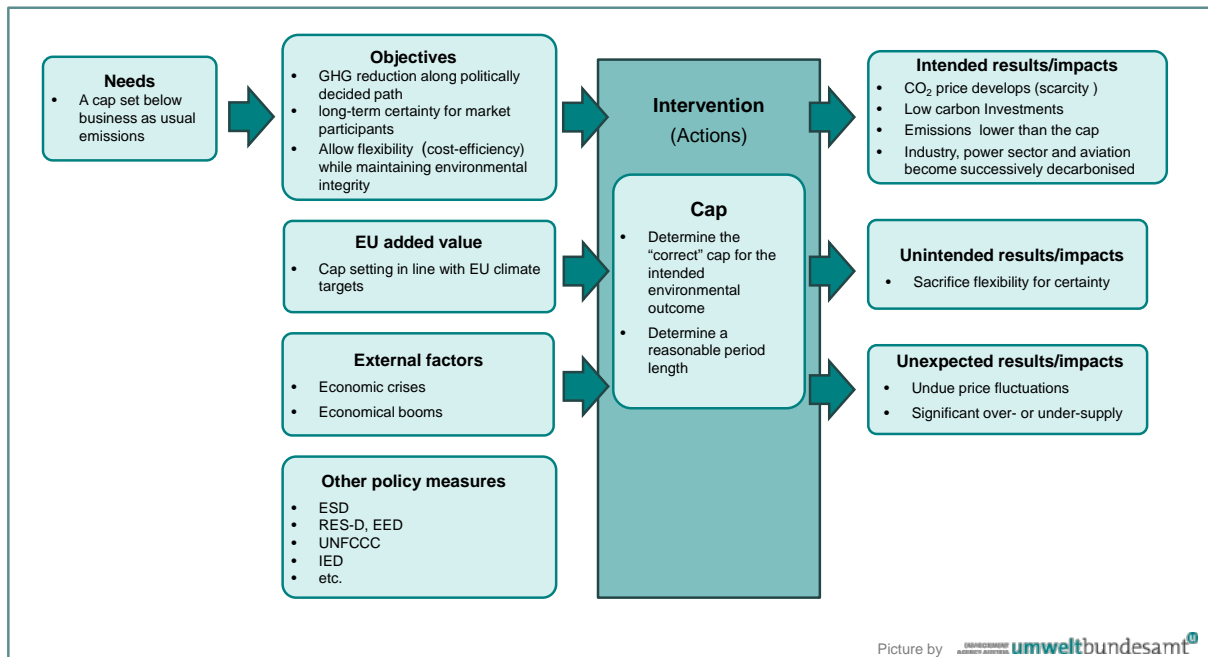 Needs
• A cap set below
business as usual
emissions
Objectives
• GHG reduction along politically
decided path
• long-term certainty for market
participants
• Allow flexibility (cost-efficiency)
while maintaining environmental
integrity
EU added value
• Cap setting in line with EU climate
targets
External factors
• Economic crises
• Economical booms
Other policy measures
• ESD
• RES-D, EED
• UNFCCC
• IED
• etc.
Intervention
(Actions)
Cap
• Determine the
“correct” cap for the
intended
environmental
outcome
• Determine a
reasonable period
length
Intended results/impacts
• CO₂ price develops (scarcity )
• Low carbon Investments
• Emissions lower than the cap
• Industry, power sector and aviation
become successively decarbonised
Unintended results/impacts
• Sacrifice flexibility for certainty
Unexpected results/impacts
• Undue price fluctuations
• Significant over- or under-supply
Picture by
ENVIRONMENT
AGENCY AUSTRIA umweltbundesamt u